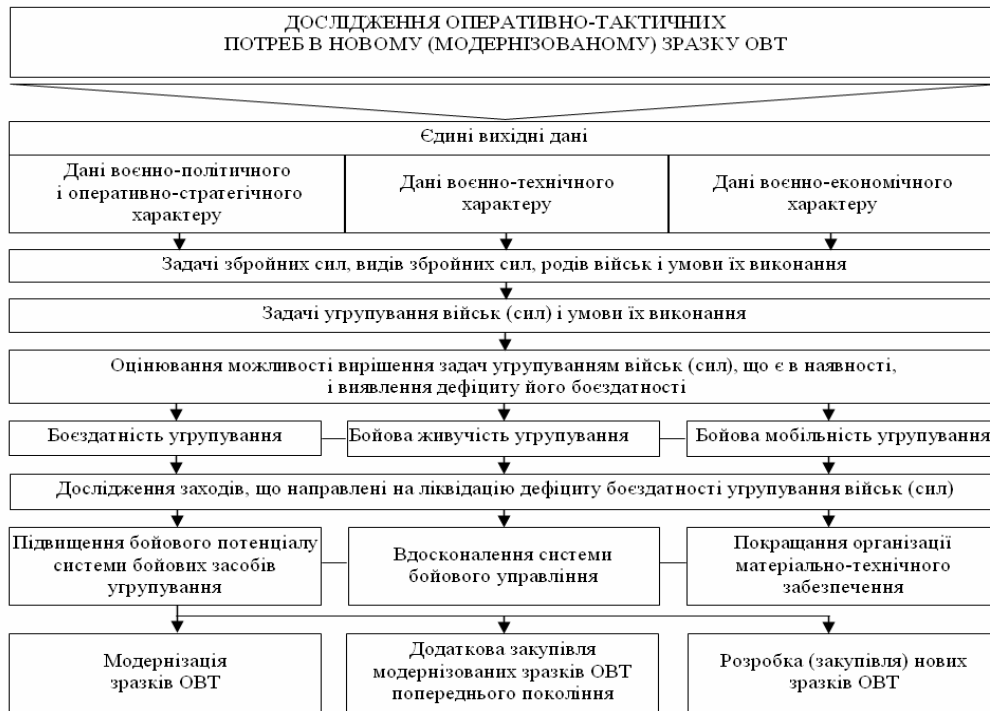 ДОСЛІДЖЕННЯ ОПЕРАТИВНО-ТАКТИЧНИХ
ПОТРЕБ В НОВОМУ (МОДЕРНІЗОВАНОМУ) ЗРАЗКУ ОВТ
Єдині вихідні дані
Дані воєнно-політичного
і оперативно-стратегічного
характеру
Дані воєнно-технічного
характеру
Дані воєнно-економічного
характеру
Задачі збройних сил, видів збройних сил, родів військ і умови їх виконання
Задачі угрупування військ (сил) і умови їх виконання
Оцінювання можливості вирішення задач угрупуванням військ (сил), що є в наявності,
і виявлення дефіциту його боєздатності
Боєздатність угрупування
Бойова живучість угрупування
Бойова мобільність угрупування
Дослідження заходів, що направлені на ліквідацію дефіциту боєздатності угрупування військ (сил)
Підвищення бойового потенціалу
системи бойових засобів
угрупування
Вдосконалення системи
бойового управління
Покращання організації
матеріально-технічного
забезпечення
Модернізація
зразків ОВТ
Додаткова закупівля
модернізованих зразків ОВТ
попереднього покоління
Розробка (закупівля) нових
зразків ОВТ